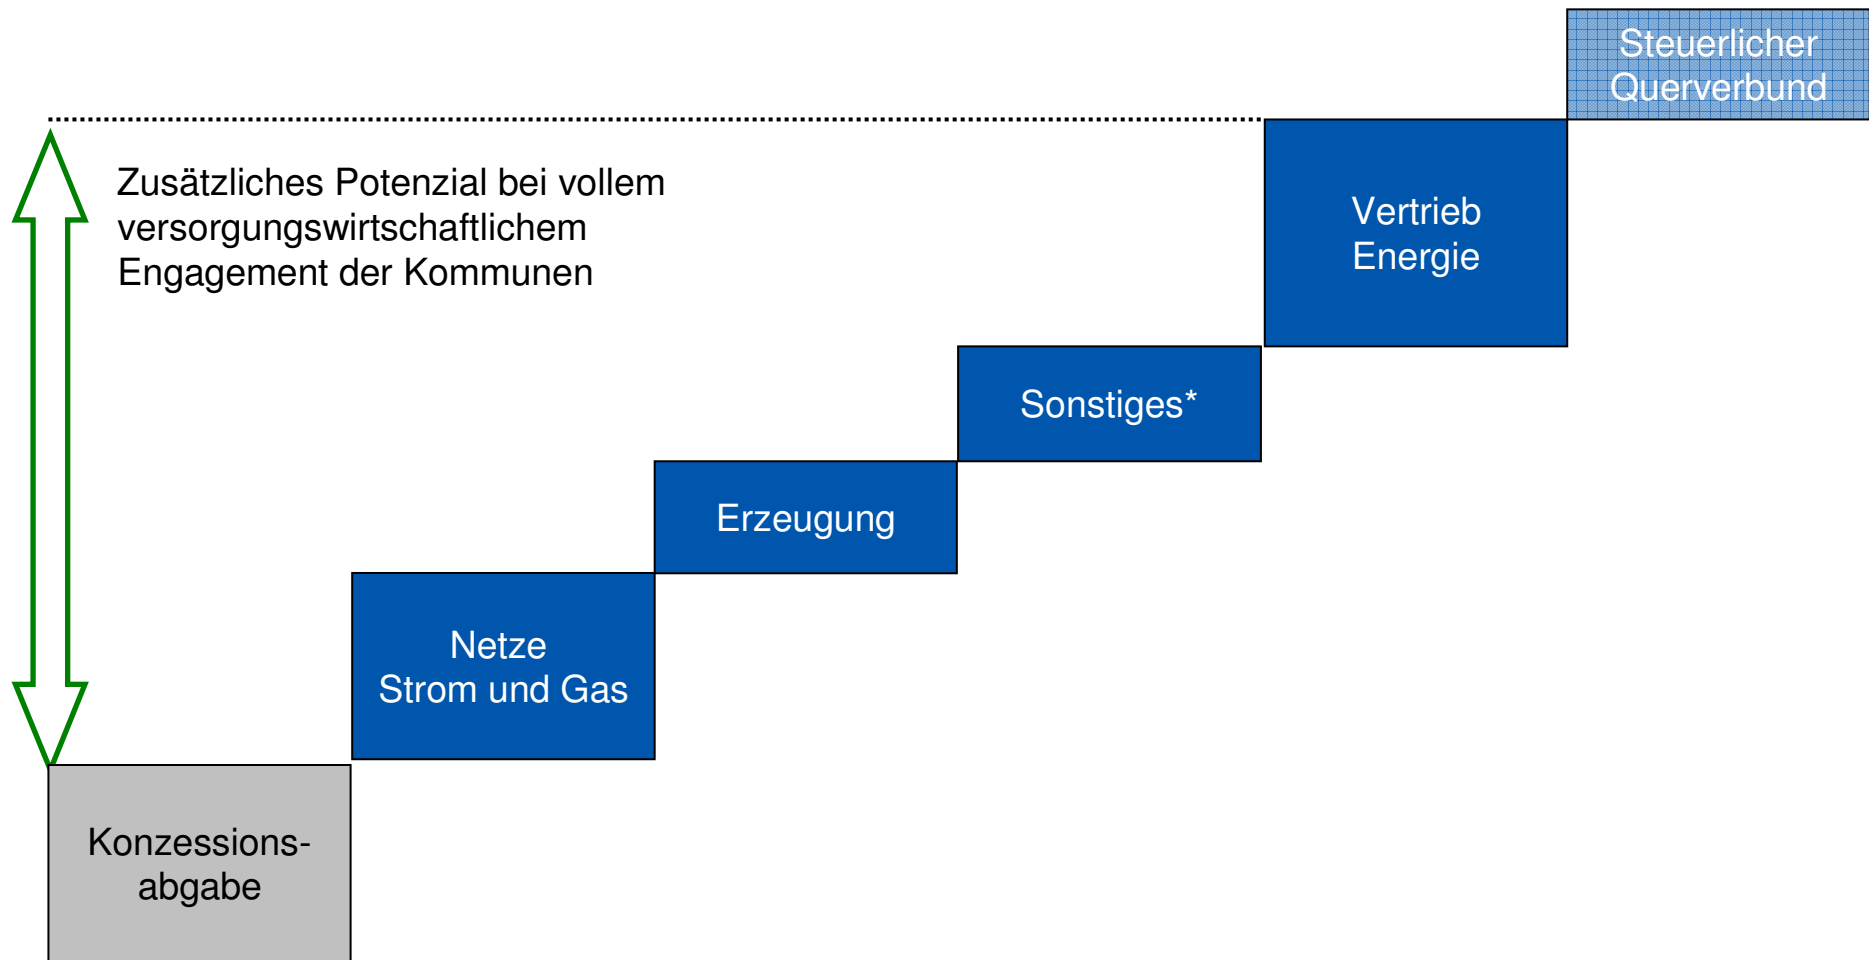 Steuerlicher
Querverbund
Zusätzliches Potenzial bei vollem
versorgungswirtschaftlichem
Engagement der Kommunen
Vertrieb
Energie
Sonstiges*
Erzeugung
Netze
Strom und Gas
Konzessions-
abgabe